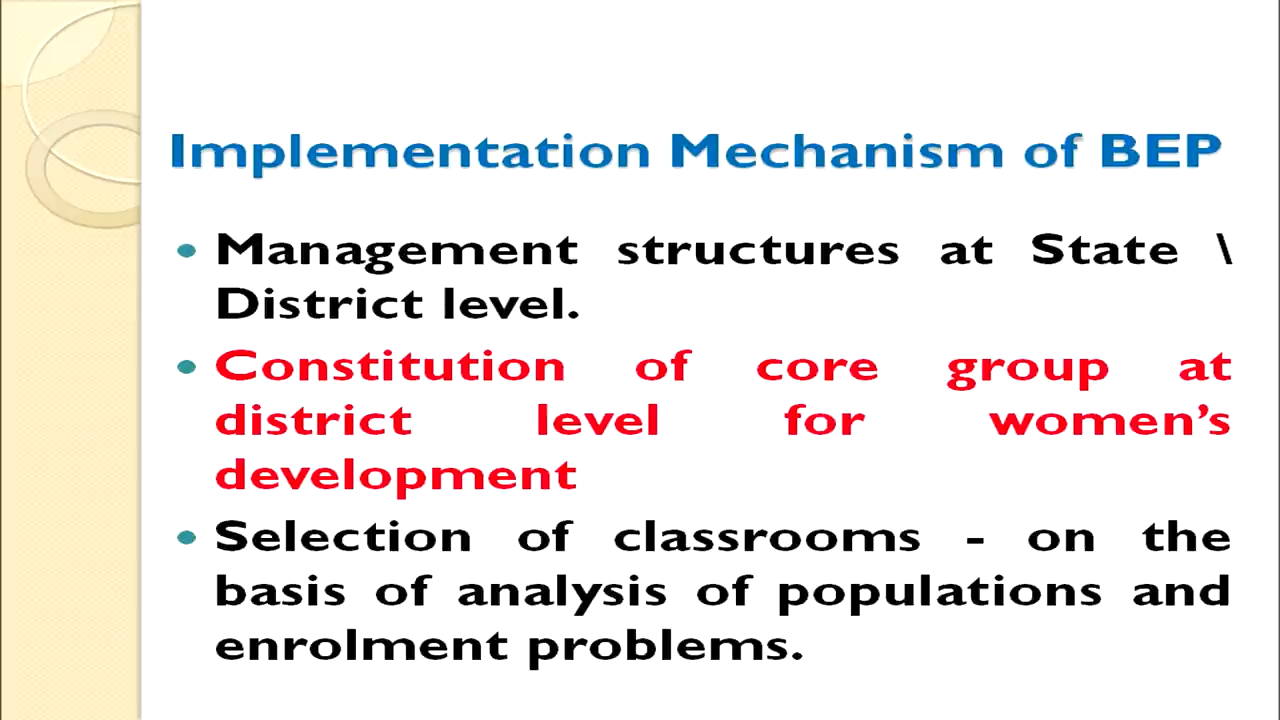 Implementation Mechanism of BEP
• Management structures at State \
District level.
• Constitution of core group at
district level for women’s
development
• Selection of classrooms - on the
basis of analysis of populations and
enrolment problems.